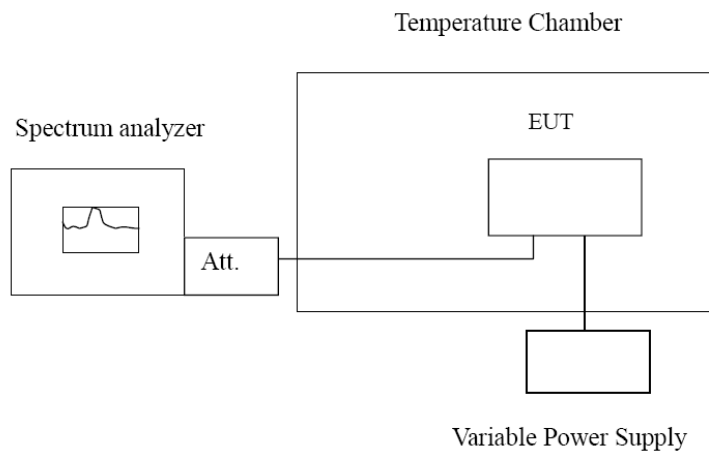 Temperature Chamber
Spectrum analyzer
EUT
Att.
Variable Power Supply